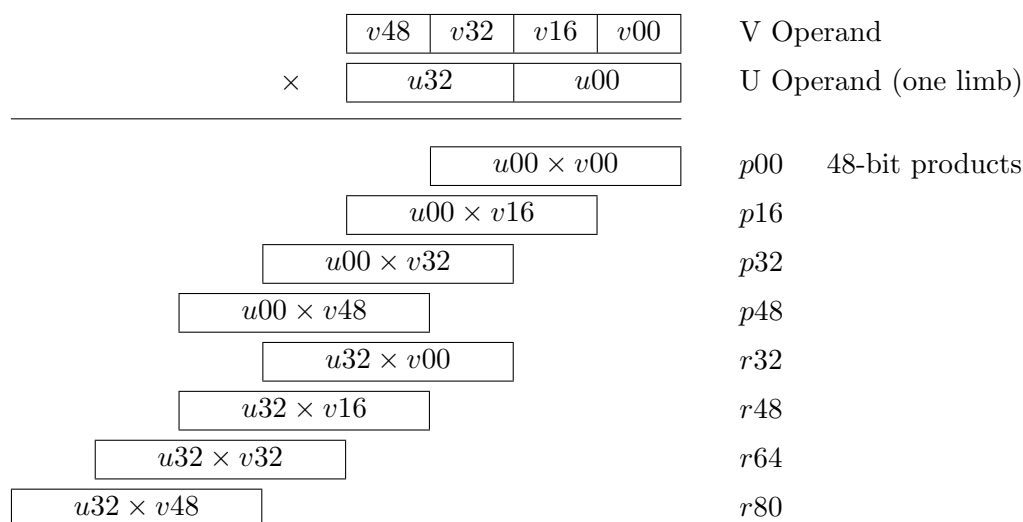 v48 v32 v16 v00 V Operand
× u32 u00 U Operand (one limb)
u00 × v00 p00 48-bit products
u00 × v16 p16
u00 × v32 p32
u00 × v48 p48
u32 × v00 r32
u32 × v16 r48
u32 × v32 r64
u32 × v48 r80